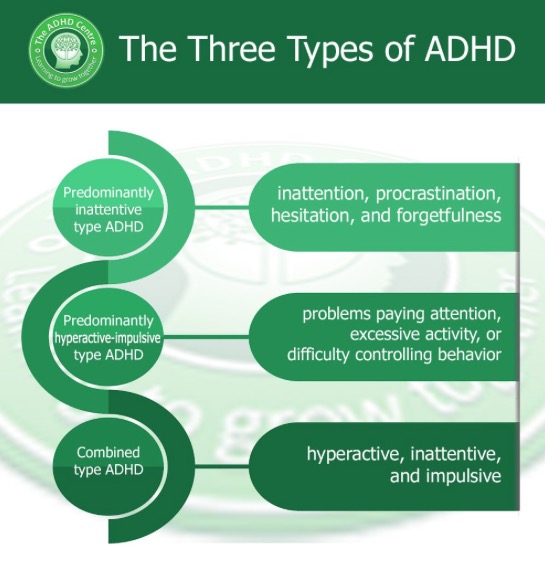 The ADHD Centre
Learning to grow together
The Three Types of ADHD
Predominantly
inattentive
type ADHD
inattention, procrastination,
hesitation, and forgetfulness
Predominantly
hyperactive-impulsive
type ADHD
problems paying attention,
excessive activity, or
difficulty controlling behavior
Combined
type ADHD
hyperactive, inattentive,
and impulsive